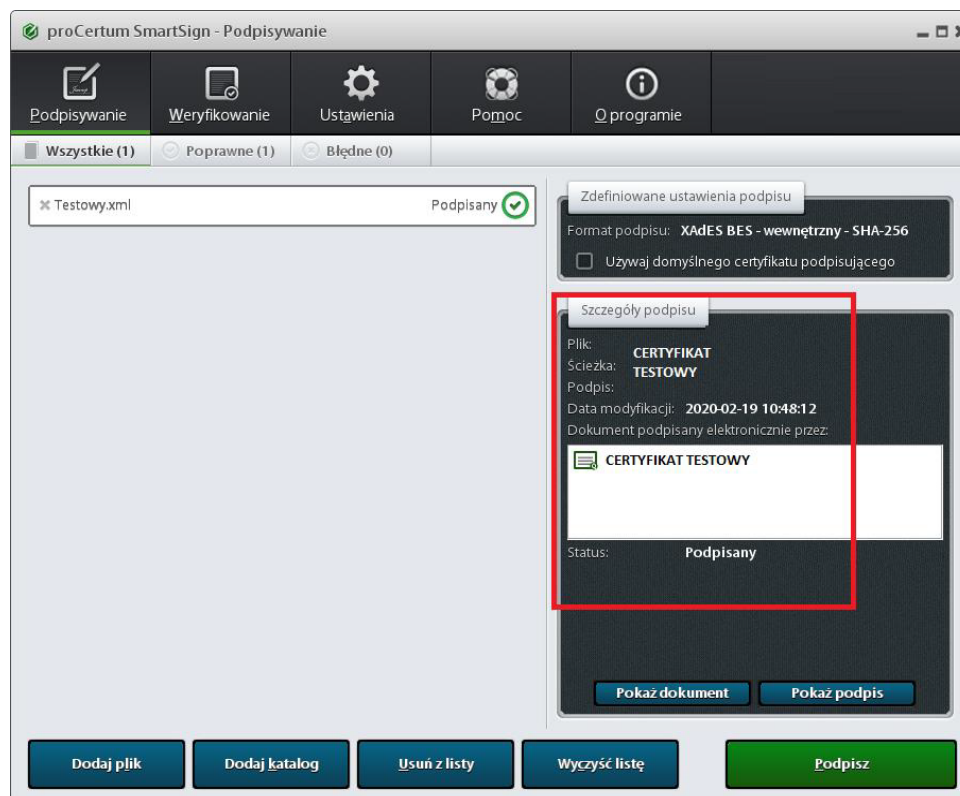 proCertum SmartSign - Podpisywanie
Podpisywanie Weryfikowanie Ustawienia Pomoc O programie
Wszystkie (1) Poprawne (1) Błędne (0)
Testowy.xml Podpisany
Zdefiniowane ustawienia podpisu
Format podpisu: XAdES BES - wewnętrzny - SHA-256
Używaj domyślnego certyfikatu podpisującego
Szczegóły podpisu
Plik:
CERTYFIKAT
Ścieżka:
TESTOWY
Podpis:
Data modyfikacji: 2020-02-19 10:48:12
Dokument podpisany elektronicznie przez:
CERTYFIKAT TESTOWY
Status: Podpisany
Pokaż dokument Pokaż podpis
Dodaj plik Dodaj katalog Usuń z listy Wyczyść listę Podpisz